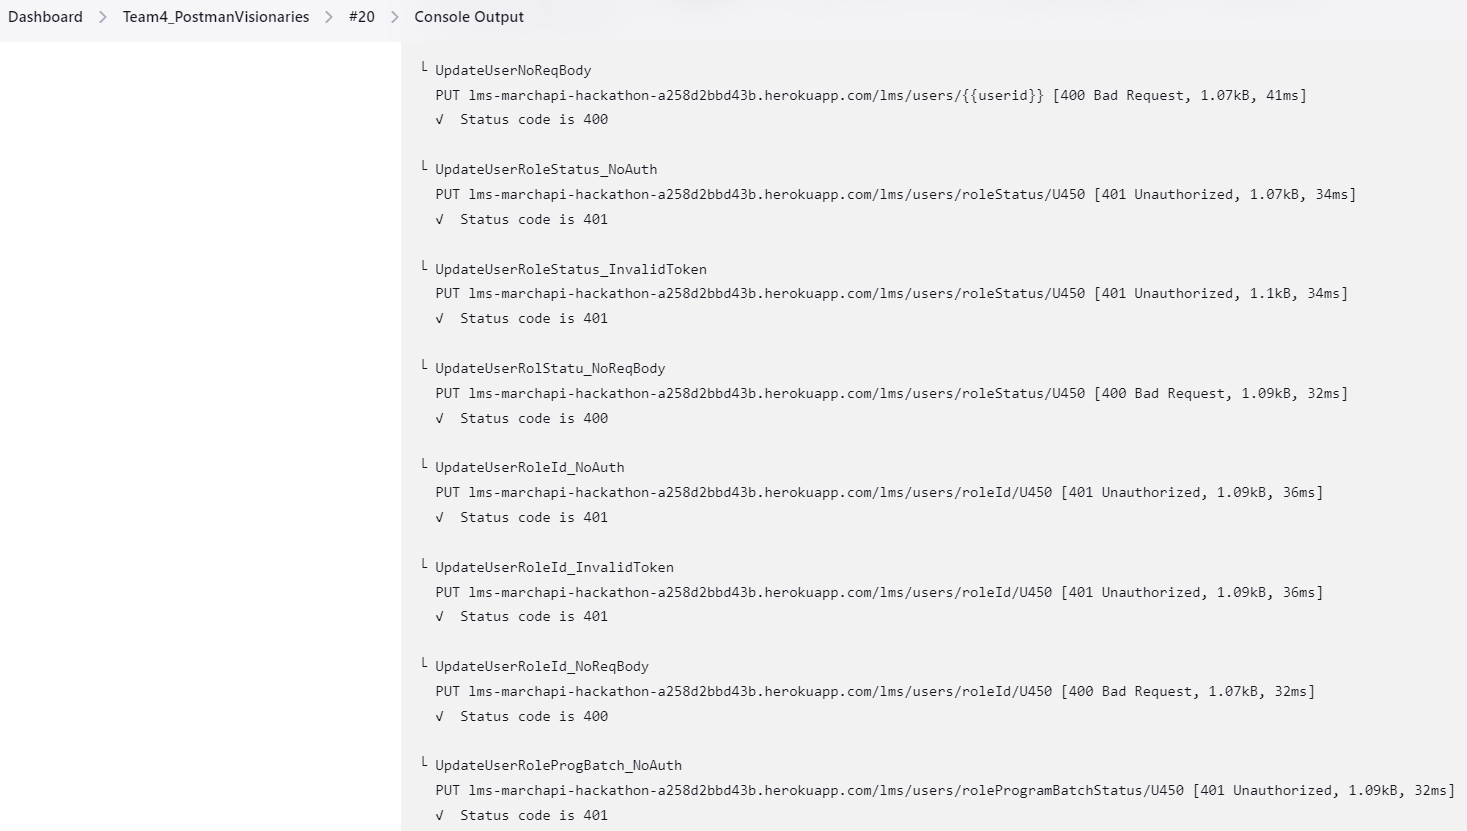 Dashboard > Team4_PostmanVisionaries > #20 > Console Output
└ UpdateUserNoReqBody
PUT lms-marchapi-hackathon-a258d2bbd43b.herokuapp.com/lms/users/{{userid}} [400 Bad Request, 1.07kB, 41ms]
√ Status code is 400
└ UpdateUserRoleStatus_NoAuth
PUT lms-marchapi-hackathon-a258d2bbd43b.herokuapp.com/lms/users/roleStatus/U450 [401 Unauthorized, 1.07kB, 34ms]
√ Status code is 401
└ UpdateUserRoleStatus_InvalidToken
PUT lms-marchapi-hackathon-a258d2bbd43b.herokuapp.com/lms/users/roleStatus/U450 [401 Unauthorized, 1.1kB, 34ms]
√ Status code is 401
└ UpdateUserRolStatu_NoReqBody
PUT lms-marchapi-hackathon-a258d2bbd43b.herokuapp.com/lms/users/roleStatus/U450 [400 Bad Request, 1.09kB, 32ms]
√ Status code is 400
└ UpdateUserRoleId_NoAuth
PUT lms-marchapi-hackathon-a258d2bbd43b.herokuapp.com/lms/users/roleId/U450 [401 Unauthorized, 1.09kB, 36ms]
√ Status code is 401
└ UpdateUserRoleId_InvalidToken
PUT lms-marchapi-hackathon-a258d2bbd43b.herokuapp.com/lms/users/roleId/U450 [401 Unauthorized, 1.09kB, 36ms]
√ Status code is 401
└ UpdateUserRoleId_NoReqBody
PUT lms-marchapi-hackathon-a258d2bbd43b.herokuapp.com/lms/users/roleId/U450 [400 Bad Request, 1.07kB, 32ms]
√ Status code is 400
└ UpdateUserRoleProgBatch_NoAuth
PUT lms-marchapi-hackathon-a258d2bbd43b.herokuapp.com/lms/users/roleProgramBatchStatus/U450 [401 Unauthorized, 1.09kB, 32ms]
√ Status code is 401